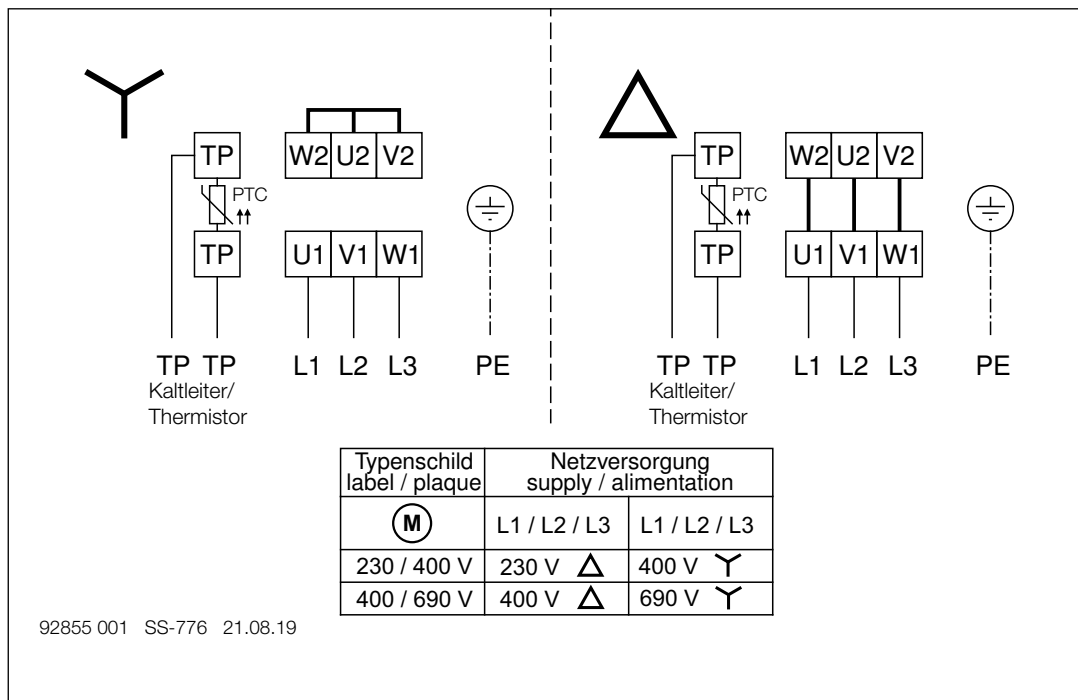 TP
W2 U2 V2
PTC
TP
U1 V1 W1
TP TP L1 L2 L3 PE
Kaltleiter/
Thermistor
TP
W2 U2 V2
PTC
TP
U1 V1 W1
TP TP L1 L2 L3 PE
Kaltleiter/
Thermistor
Typenschild Netzversorgung
label / plaque supply / alimentation
M L1 / L2 / L3 L1 / L2 / L3
230 / 400 V 230 V 400 V
400 / 690 V 400 V 690 V
92855 001 SS-776 21.08.19